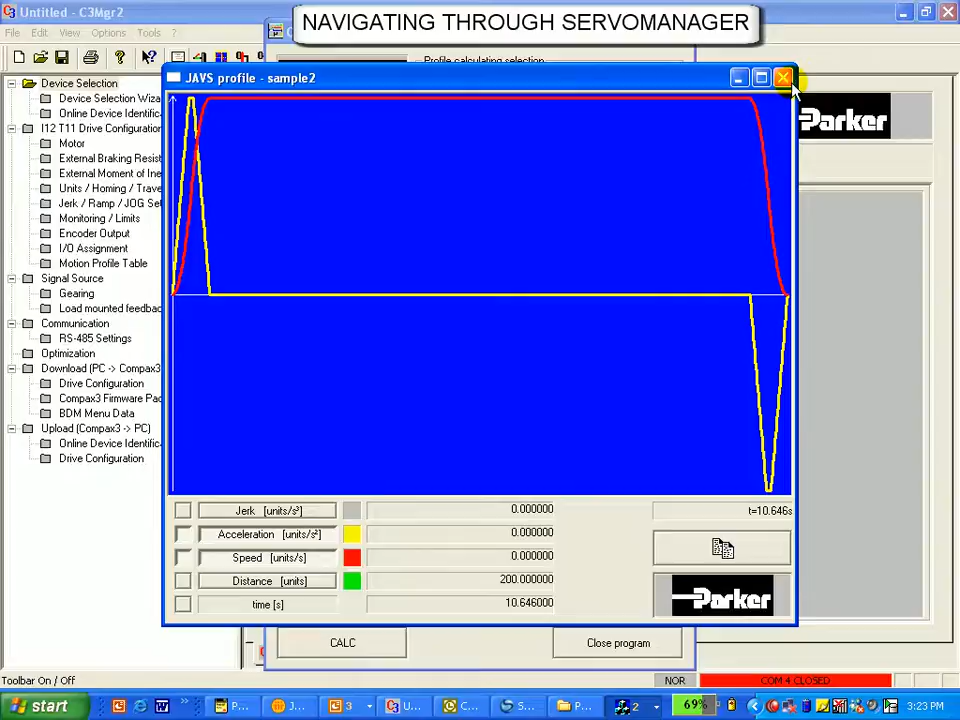 Untitled - C3Mgr2
NAVIGATING THROUGH SERVOMANAGER
File Edit View Options Tools ?
Profile calculating selection
JAVS profile - sample2
Parker
Device Selection
Device Selection Wiza
Online Device Identific
I12 T11 Drive Configuration
Motor
External Braking Resist
External Moment of Ine
Units / Homing / Trave
Jerk / Ramp / JOG Set
Monitoring / Limits
Encoder Output
I/O Assignment
Motion Profile Table
Signal Source
Gearing
Load mounted feedbac
Communication
RS-485 Settings
Optimization
Download (PC -> Compax3
Drive Configuration
Compax3 Firmware Pac
BDM Menu Data
Upload (Compax3 -> PC)
Online Device Identific
Drive Configuration
Jerk [units/s³] 0.000000
t=10.646s
Acceleration [units/s²] 0.000000
Speed [units/s] 0.000000
Distance [units] 200.000000
time [s] 10.646000
Parker
CALC
Close program
Toolbar On / Off
NOR
COM 4 CLOSED
start
P...
J...
3
U...
C...
S...
P...
2
69%
3:23 PM